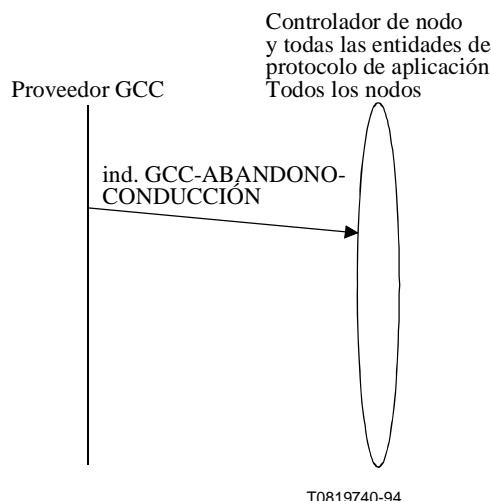 Controlador de nodo
y todas las entidades de
protocolo de aplicación
Proveedor GCC
Todos los nodos
ind. GCC-ABANDONO-
CONDUCCIÓN
T0819740-94